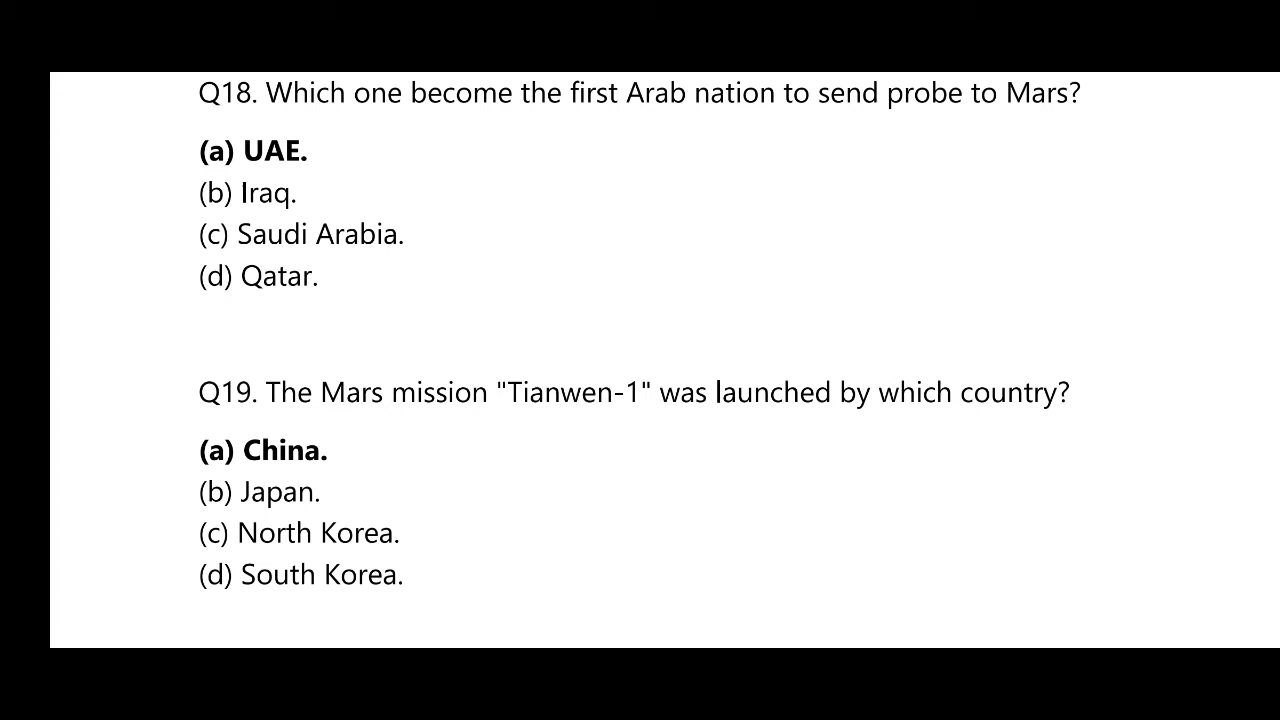 Q18. Which one become the first Arab nation to send probe to Mars?
(a) UAE.
(b) Iraq.
(c) Saudi Arabia.
(d) Qatar.
Q19. The Mars mission "Tianwen-1" was launched by which country?
(a) China.
(b) Japan.
(c) North Korea.
(d) South Korea.